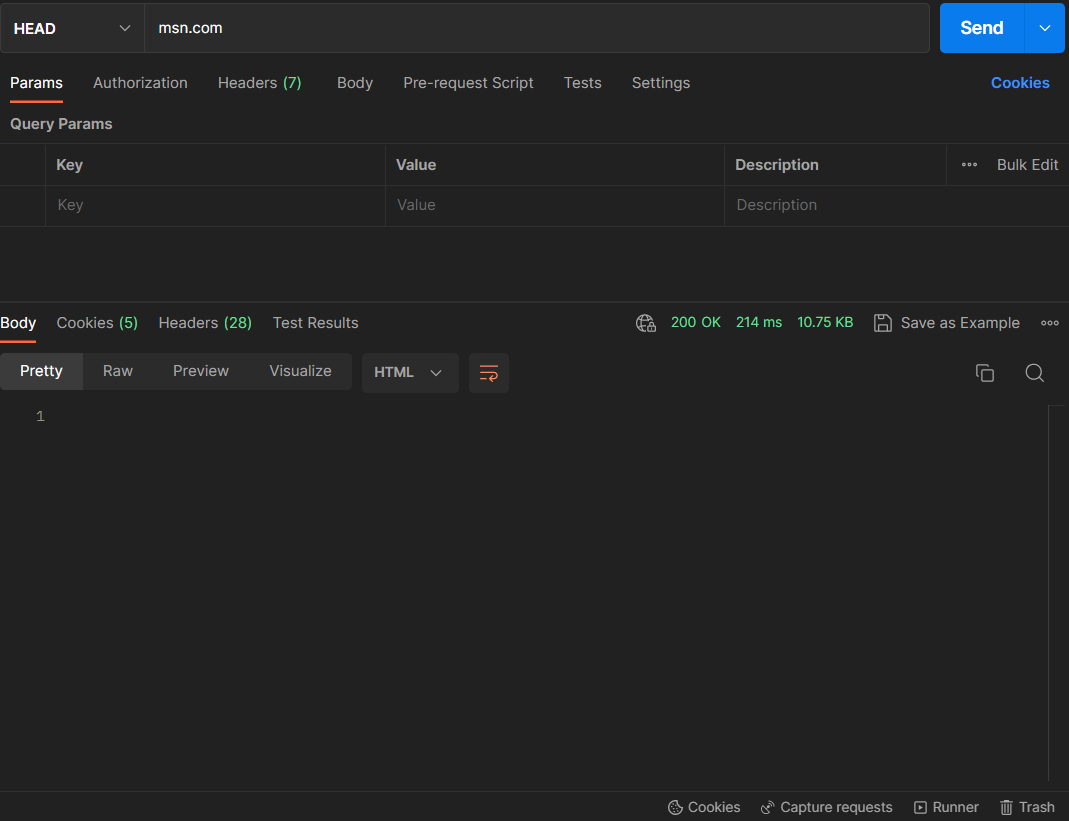 HEAD msn.com Send
Params Authorization Headers (7) Body Pre-request Script Tests Settings Cookies
Query Params
Key Value Description Bulk Edit
Key Value Description
Body Cookies (5) Headers (28) Test Results 200 OK 214 ms 10.75 KB Save as Example
Pretty Raw Preview Visualize HTML
1
Cookies Capture requests Runner Trash